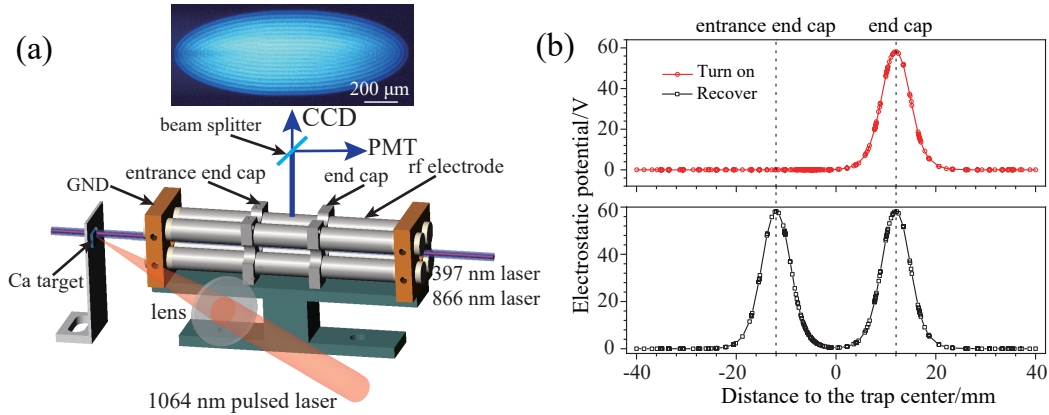 (a)
200 μm
CCD
beam splitter
PMT
entrance end cap
end cap
rf electrode
GND
Ca target
397 nm laser
866 nm laser
lens
1064 nm pulsed laser
(b)
entrance end cap
end cap
60
Turn on
Recover
0
60
40
20
0
Electrostatic potential/V
-40
-20
0
20
40
Distance to the trap center/mm